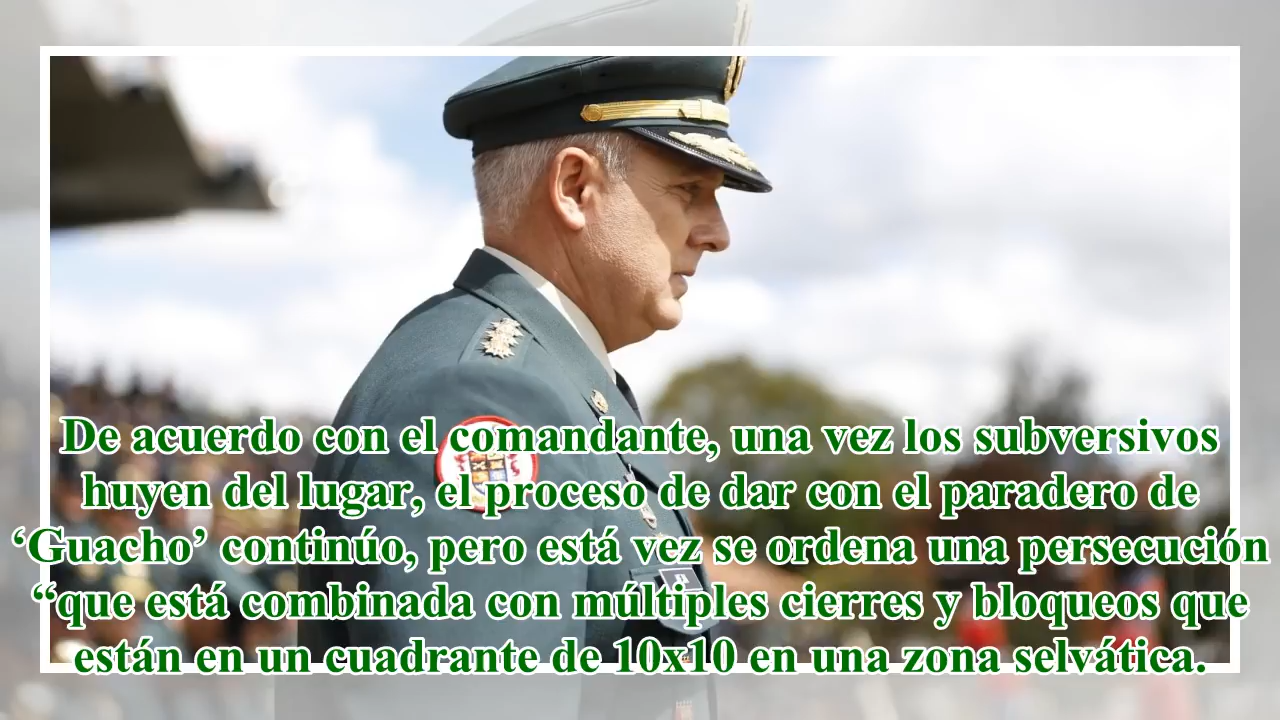 De acuerdo con el comandante, una vez los subversivos
huyen del lugar, el proceso de dar con el paradero de
‘Guacho’ continúo, pero está vez se ordena una persecución
“que está combinada con múltiples cierres y bloqueos que
están en un cuadrante de 10x10 en una zona selvática.